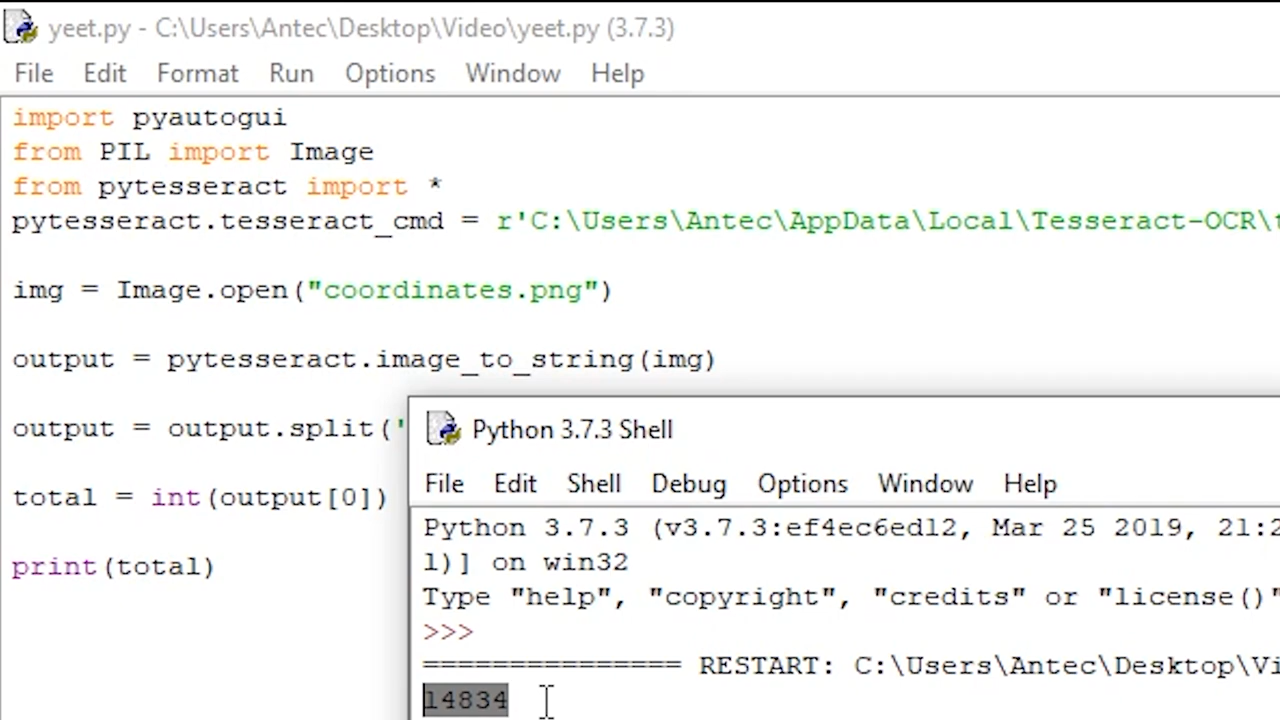 yeet.py - C:\Users\Antec\Desktop\Video\yeet.py (3.7.3)
File Edit Format Run Options Window Help
import pyautogui
from PIL import Image
from pytesseract import *
pytesseract.tesseract_cmd = r'C:\Users\Antec\AppData\Local\Tesseract-OCR\t
img = Image.open("coordinates.png")
output = pytesseract.image_to_string(img)
output = output.split('
total = int(output[0])
print(total)
Python 3.7.3 Shell
File Edit Shell Debug Options Window Help
Python 3.7.3 (v3.7.3:ef4ec6ed12, Mar 25 2019, 21:2
l)] on win32
Type "help", "copyright", "credits" or "license()"
>>>
=============== RESTART: C:\Users\Antec\Desktop\Vi
14834